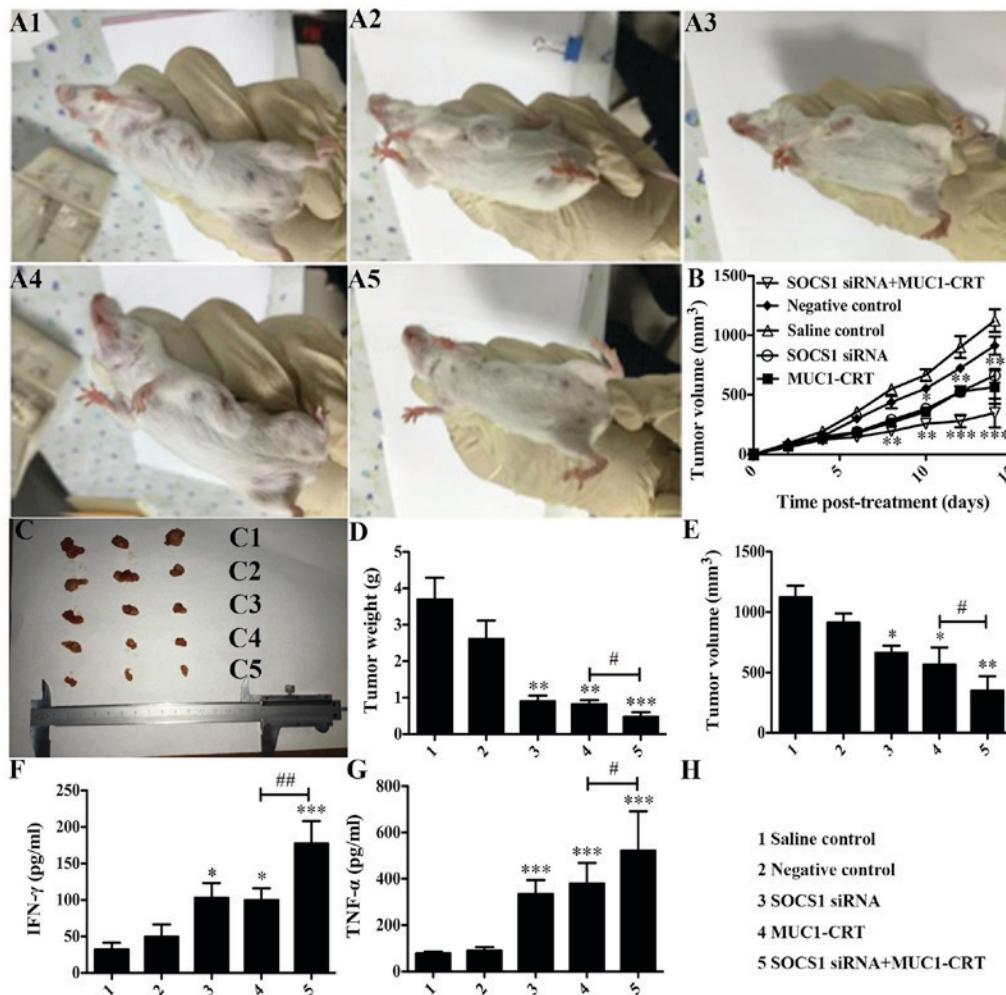 A1
A2
A3
A4
A5
B
1500
1000
500
0
Tumor volume (mm³)
SOCS1 siRNA+MUC1-CRT
Negative control
Saline control
SOCS1 siRNA
MUC1-CRT
*
**
**
**
**
***
***
0
5
10
15
Time post-treatment (days)
C
C1
C2
C3
C4
C5
D
Tumor weight (g)
5
4
3
2
1
0
**
**
***
#
1
2
3
4
5
E
Tumor volume (mm³)
1500
1000
500
0
*
*
**
#
1
2
3
4
5
F
IFN-γ (pg/ml)
250
200
150
100
50
0
*
*
***
##
1
2
3
4
5
G
TNF-α (pg/ml)
800
600
400
200
0
***
***
***
#
1
2
3
4
5
H
1 Saline control
2 Negative control
3 SOCS1 siRNA
4 MUC1-CRT
5 SOCS1 siRNA+MUC1-CRT